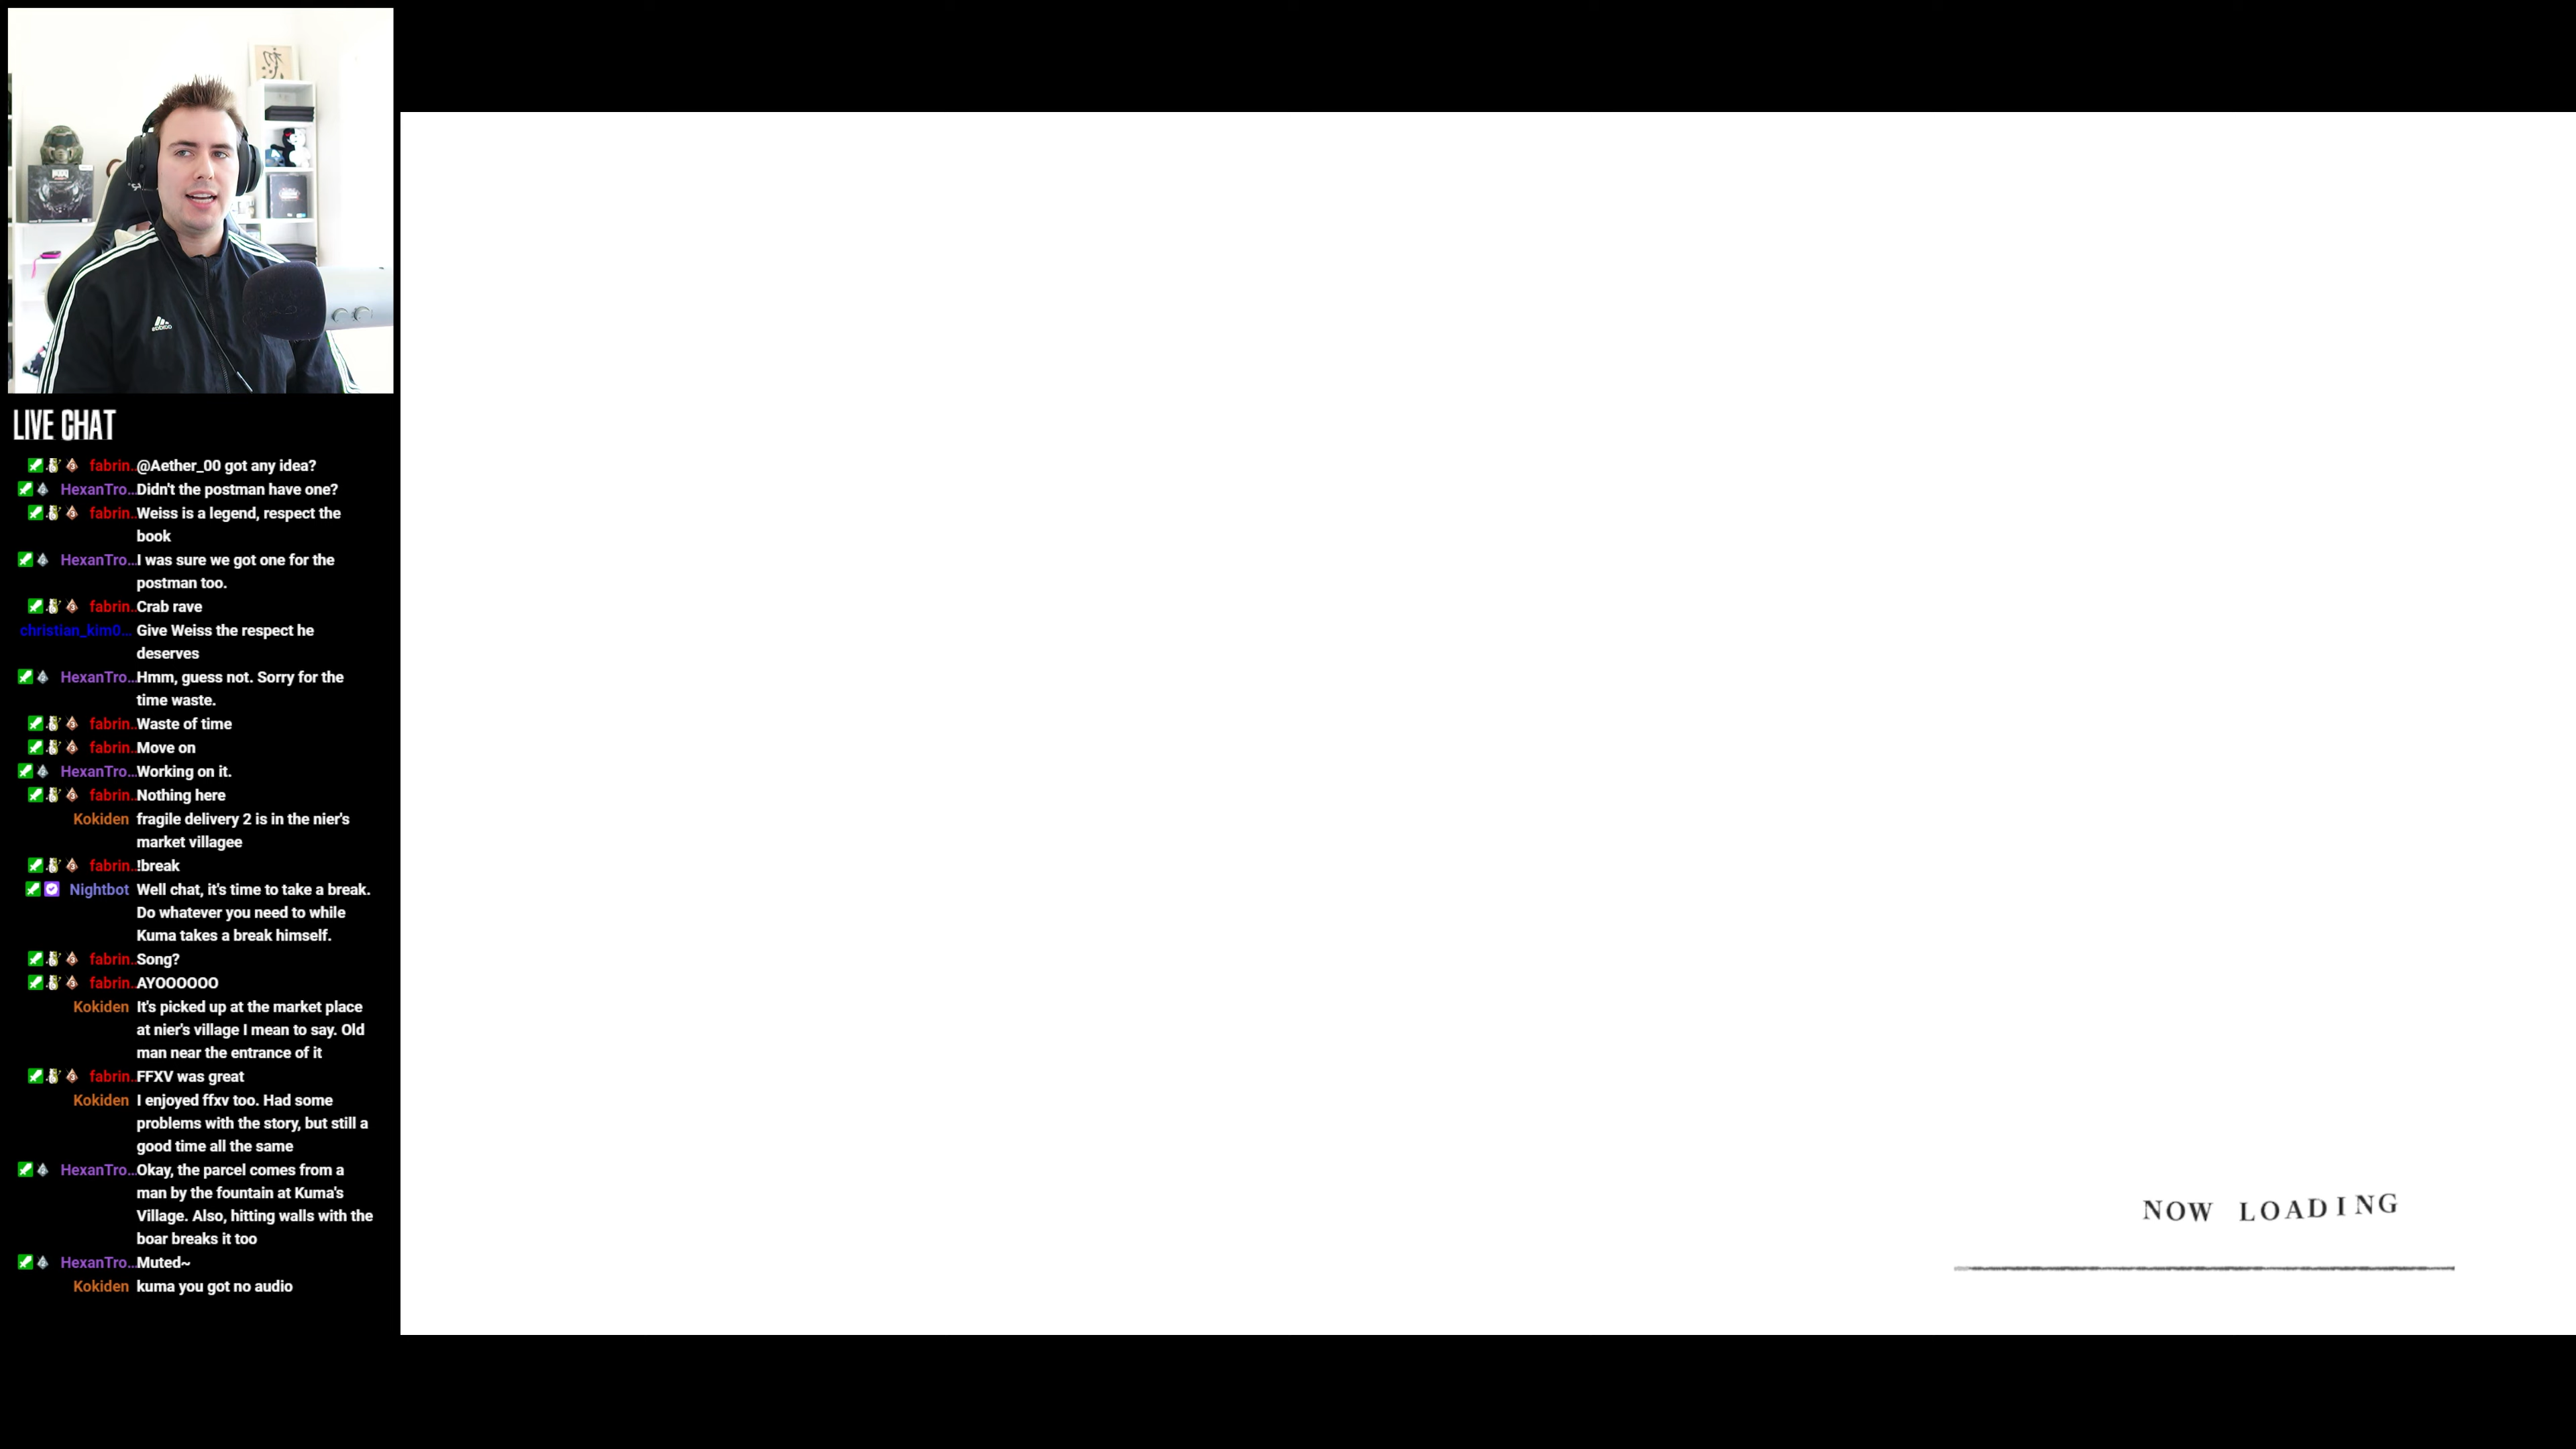 LIVE CHAT
fabrin.. @Aether_00 got any idea?
HexanTro... Didn't the postman have one?
fabrin.. Weiss is a legend, respect the
book
HexanTro... I was sure we got one for the
postman too.
fabrin.. Crab rave
christian_kim0... Give Weiss the respect he
deserves
HexanTro... Hmm, guess not. Sorry for the
time waste.
fabrin.. Waste of time
fabrin.. Move on
HexanTro... Working on it.
fabrin.. Nothing here
Kokiden fragile delivery 2 is in the nier's
market villagee
fabrin.. !break
Nightbot Well chat, it's time to take a break.
Do whatever you need to while
Kuma takes a break himself.
fabrin.. Song?
fabrin.. AYOOOOOO
Kokiden It's picked up at the market place
at nier's village I mean to say. Old
man near the entrance of it
fabrin.. FFXV was great
Kokiden I enjoyed ffxv too. Had some
problems with the story, but still a
good time all the same
HexanTro... Okay, the parcel comes from a
man by the fountain at Kuma's
Village. Also, hitting walls with the
boar breaks it too
HexanTro... Muted~
Kokiden kuma you got no audio
NOW LOADING
adidas